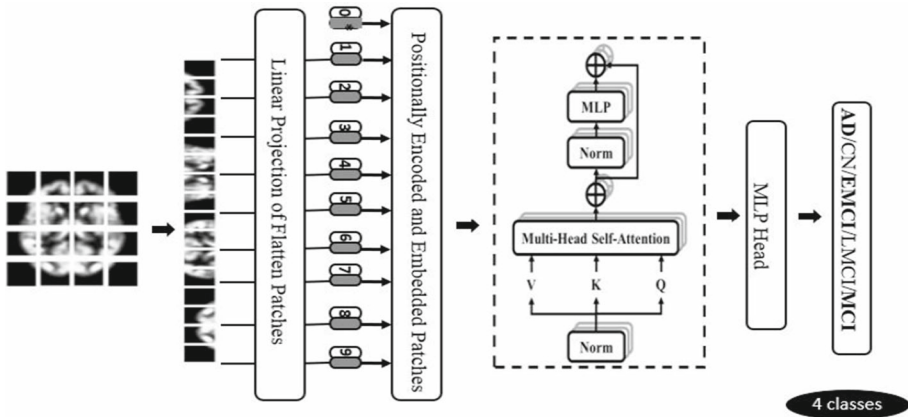 Linear Projection of Flatten Patches
0
*
1
2
3
4
5
6
7
8
9
Positionally Encoded and Embedded Patches
MLP
Norm
Multi-Head Self-Attention
V K Q
Norm
MLP Head
AD/CN/EMCI/LMCI/MCI
4 classes